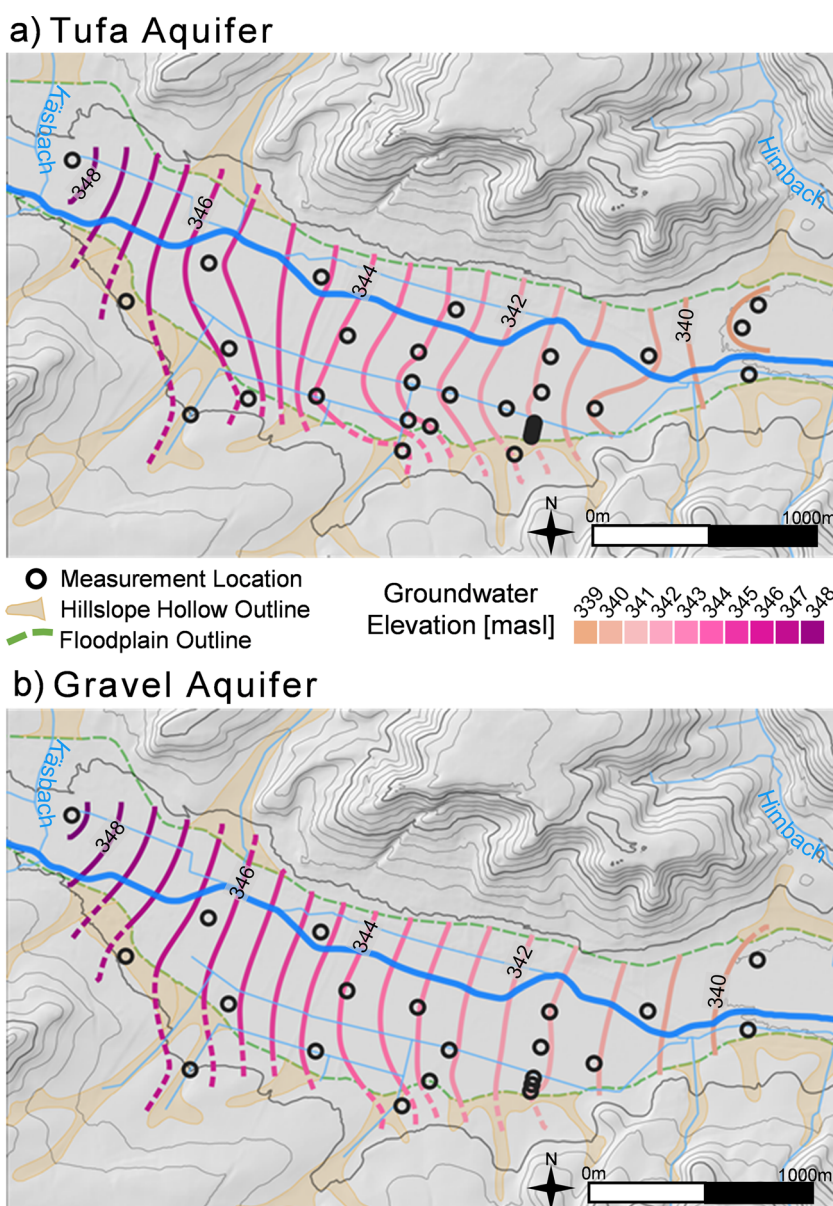 a) Tufa Aquifer
Käsbach
Himbach
348
346
344
342
340
N
0m
1000m
Measurement Location
Hillslope Hollow Outline
Floodplain Outline
Groundwater
Elevation [masl]
339 340 341 342 343 344 345 346 347 348
b) Gravel Aquifer
Käsbach
Himbach
348
346
344
342
340
N
0m
1000m